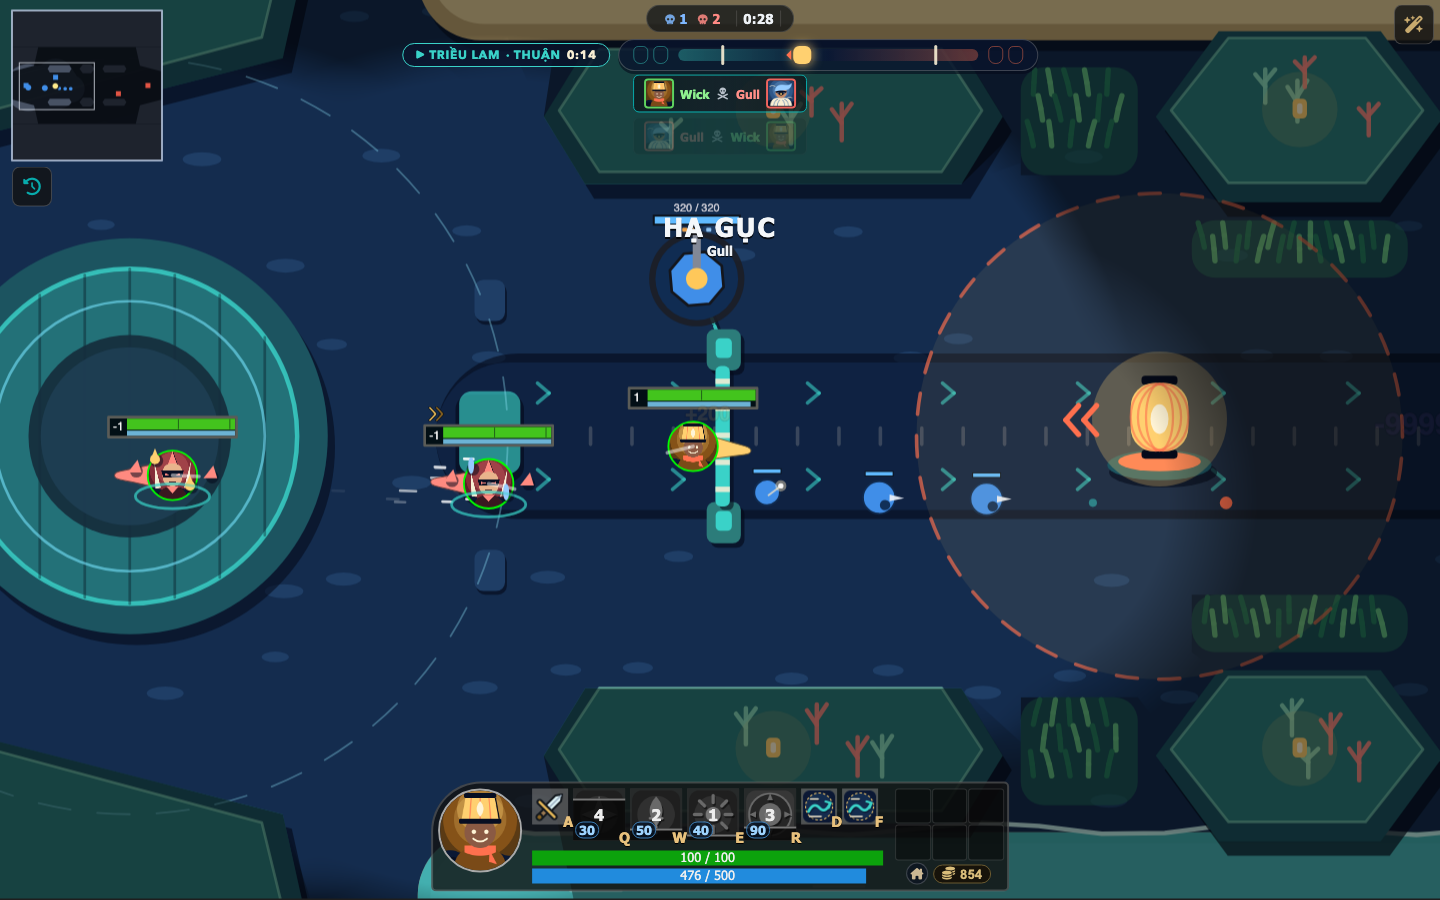 1 2 0:28
TRIỀU LAM · THUẬN 0:14
Wick Gull
Gull Wick
320 / 320
HẠ GỤC
Gull
1
-1
-1
4 2 1 3
A 30 Q 50 W 40 E 90 R D F
100 / 100
476 / 500
854